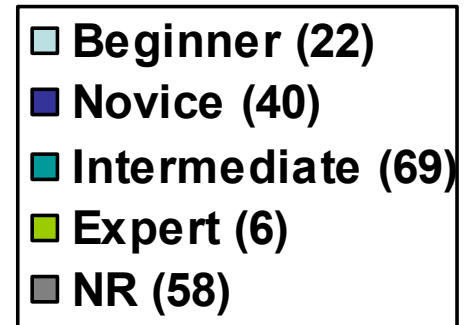 Beginner (22)
Novice (40)
Intermediate (69)
Expert (6)
NR (58)